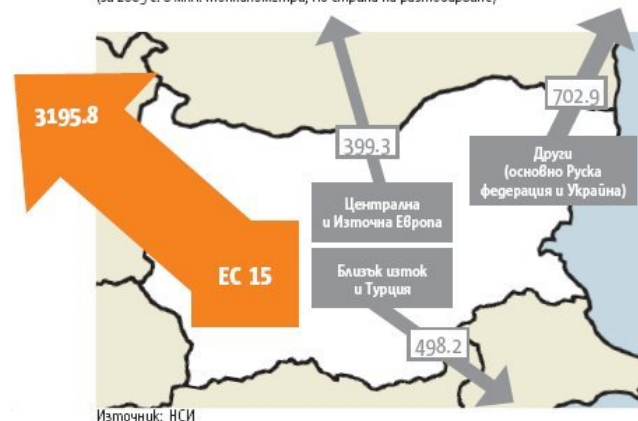 3195.8
702.9
399.3
Други
(основно Руска
федерация и Украйна)
Централна
и Източна Европа
ЕС 15
Близък изток
и Турция
498.2
Източник: НСИ